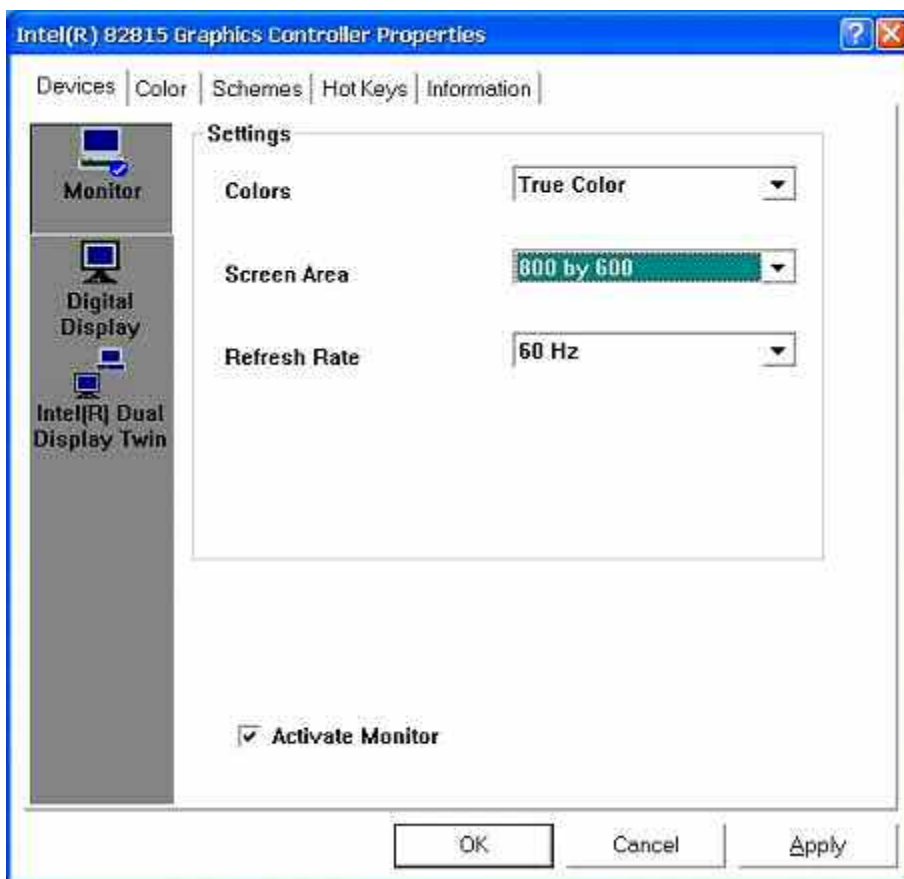 Intel(R) 82815 Graphics Controller Properties
Devices Color Schemes Hot Keys Information
Monitor
Digital
Display
Intel(R) Dual
Display Twin
Settings
Colors True Color
Screen Area 800 by 600
Refresh Rate 60 Hz
Activate Monitor
OK Cancel Apply